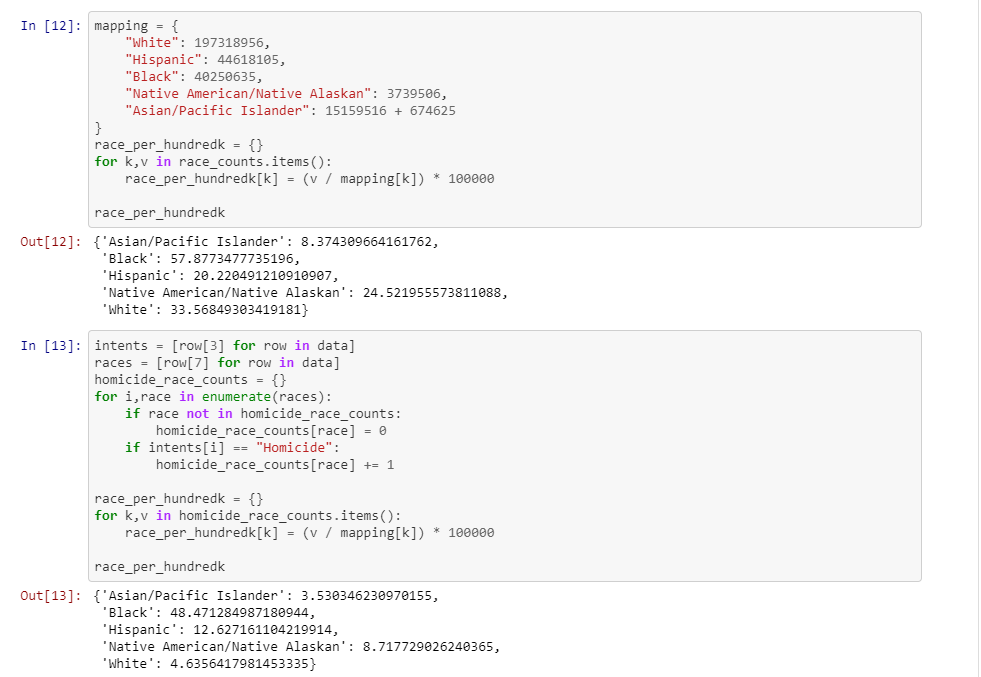 In [12]: mapping = {
    "White": 197318956,
    "Hispanic": 44618105,
    "Black": 40250635,
    "Native American/Native Alaskan": 3739506,
    "Asian/Pacific Islander": 15159516 + 674625
}
race_per_hundredk = {}
for k,v in race_counts.items():
    race_per_hundredk[k] = (v / mapping[k]) * 100000

race_per_hundredk
Out[12]: {'Asian/Pacific Islander': 8.374309664161762,
 'Black': 57.8773477735196,
 'Hispanic': 20.220491210910907,
 'Native American/Native Alaskan': 24.521955573811088,
 'White': 33.56849303419181}
In [13]: intents = [row[3] for row in data]
races = [row[7] for row in data]
homicide_race_counts = {}
for i,race in enumerate(races):
    if race not in homicide_race_counts:
        homicide_race_counts[race] = 0
    if intents[i] == "Homicide":
        homicide_race_counts[race] += 1

race_per_hundredk = {}
for k,v in homicide_race_counts.items():
    race_per_hundredk[k] = (v / mapping[k]) * 100000

race_per_hundredk
Out[13]: {'Asian/Pacific Islander': 3.530346230970155,
 'Black': 48.471284987180944,
 'Hispanic': 12.627161104219914,
 'Native American/Native Alaskan': 8.717729026240365,
 'White': 4.6356417981453335}